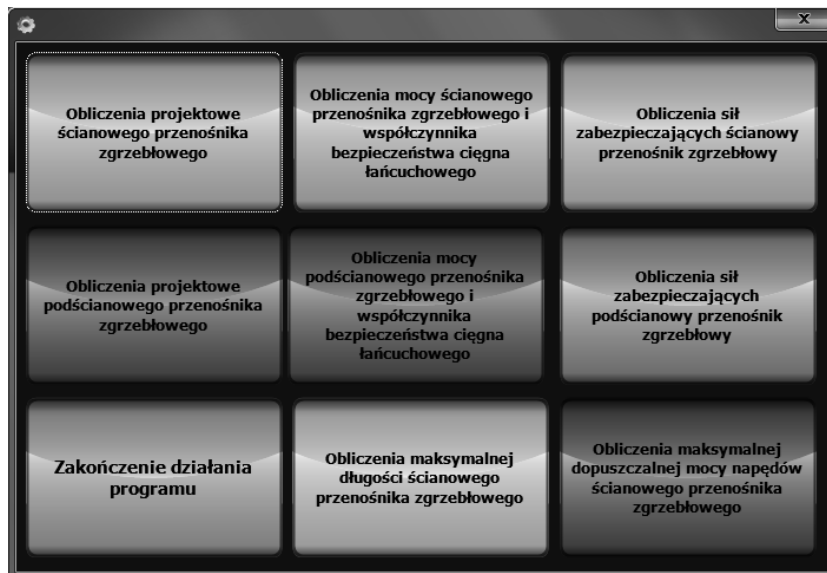 x
Obliczenia projektowe
ścianowego przenośnika
zgrzebłowego
Obliczenia mocy ścianowego
przenośnika zgrzebłowego i
współczynnika
bezpieczeństwa cięgna
łańcuchowego
Obliczenia sił
zabezpieczających ścianowy
przenośnik zgrzebłowy
Obliczenia projektowe
podścianowego przenośnika
zgrzebłowego
Obliczenia mocy
podścianowego przenośnika
zgrzebłowego i
współczynnika
bezpieczeństwa cięgna
łańcuchowego
Obliczenia sił
zabezpieczających
podścianowy przenośnik
zgrzebłowy
Zakończenie działania
programu
Obliczenia maksymalnej
długości ścianowego
przenośnika zgrzebłowego
Obliczenia maksymalnej
dopuszczalnej mocy napędów
ścianowego przenośnika
zgrzebłowego